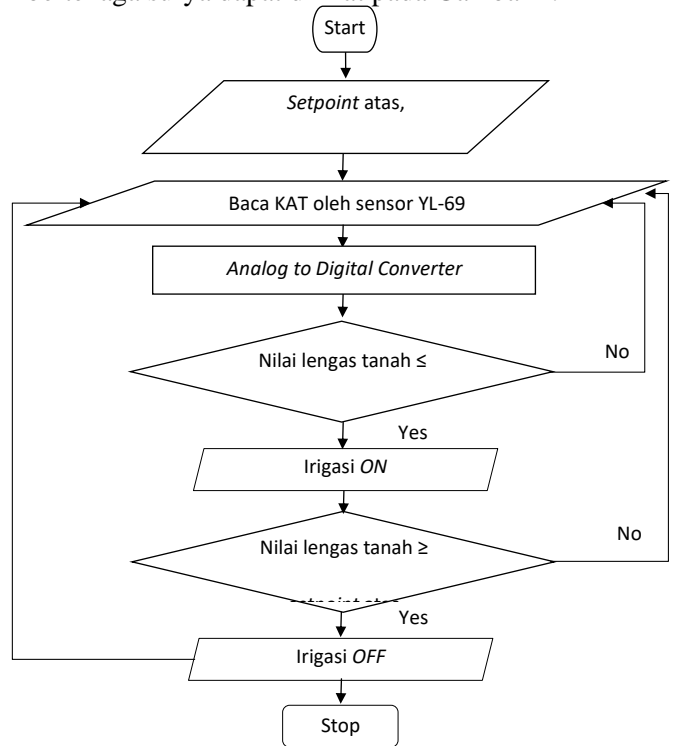 Start
Setpoint atas,
Baca KAT oleh sensor YL-69
Analog to Digital Converter
Nilai lengas tanah ≤
No
Yes
Irigasi ON
Nilai lengas tanah ≥
No
Yes
Irigasi OFF
Stop